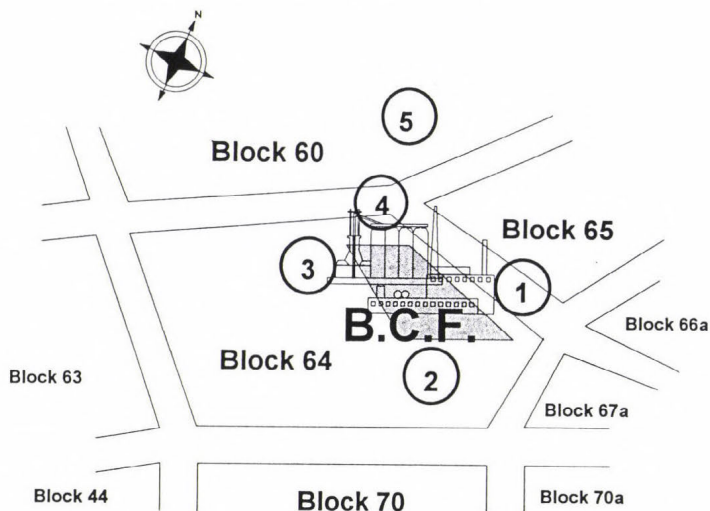 N
5
Block 60
4
Block 65
3
1
B.C.F.
Block 66a
Block 64
2
Block 63
Block 67a
Block 44
Block 70
Block 70a